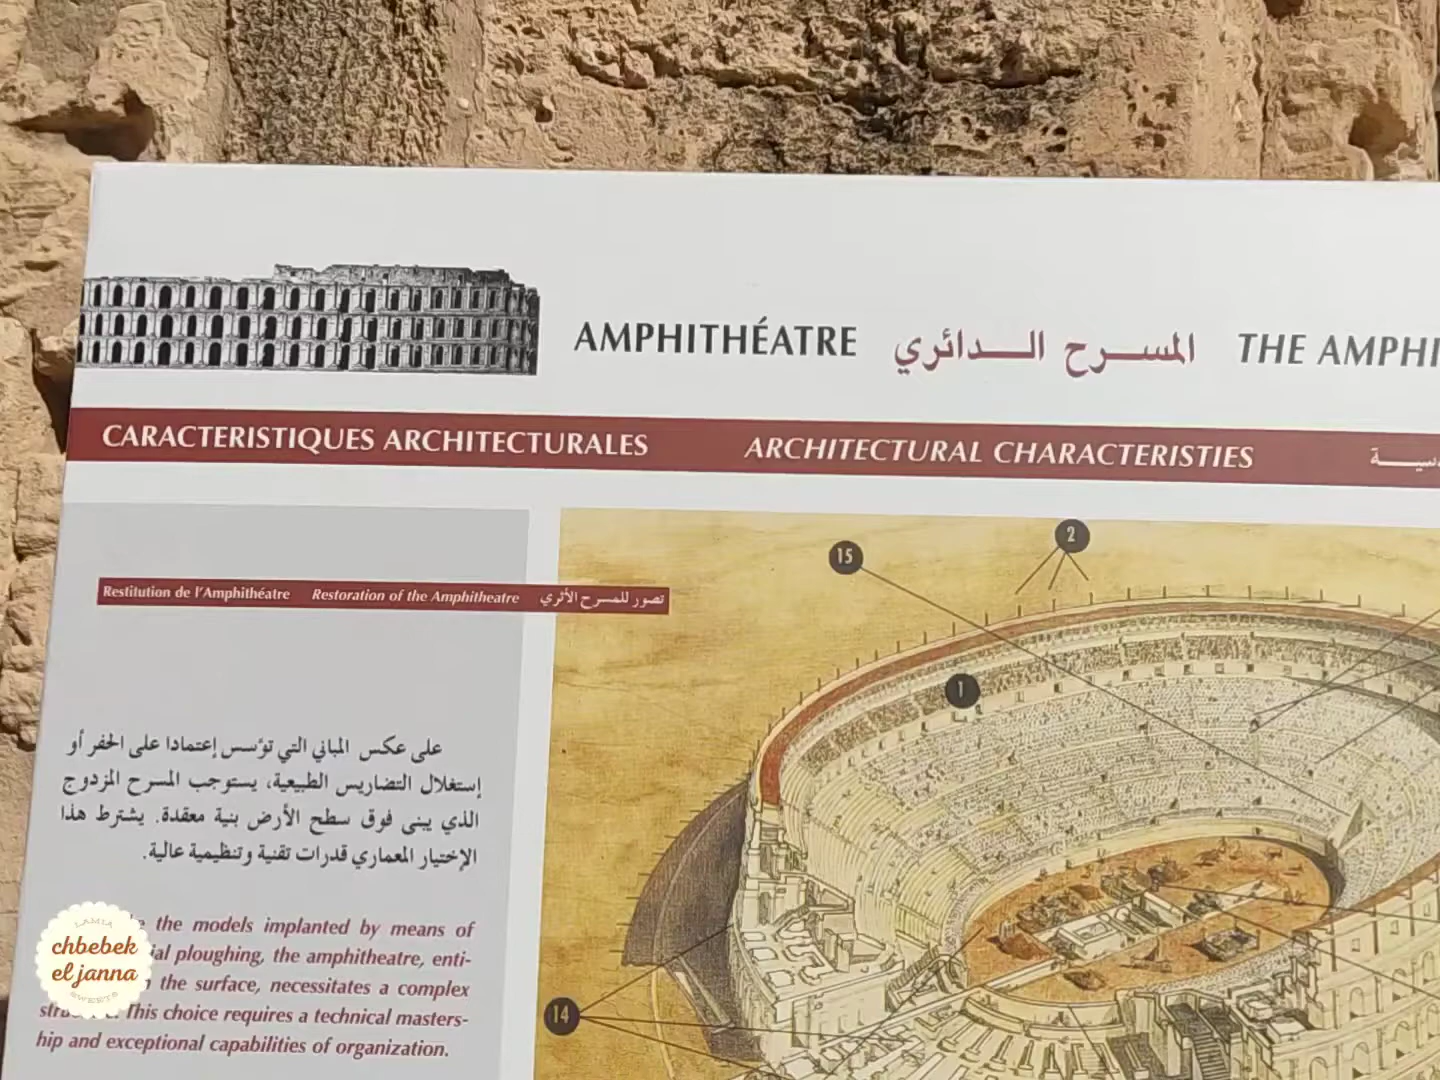 AMPHITHÉATRE المسرح الدائري THE AMPHI
CARACTERISTIQUES ARCHITECTURALES ARCHITECTURAL CHARACTERISTIES
15
2
Restitution de l'Amphithéatre Restoration of the Amphitheatre تصور للمسرح الأثري
1
على عكس المباني التي تؤسس إعتمادا على الحفر أو
إستغلال التضاريس الطبيعية، يستوجب المسرح المزدوج
الذي يبنى فوق سطح الأرض بنية معقدة. يشترط هذا
الإختيار المعماري قدرات تقنية وتنظيمية عالية.
the models implanted by means of
ploughing, the amphitheatre, enti-
the surface, necessitates a complex
This choice requires a technical masters-
hip and exceptional capabilities of organization.
LAMIA
chbebek
el janna
SWEETS
14